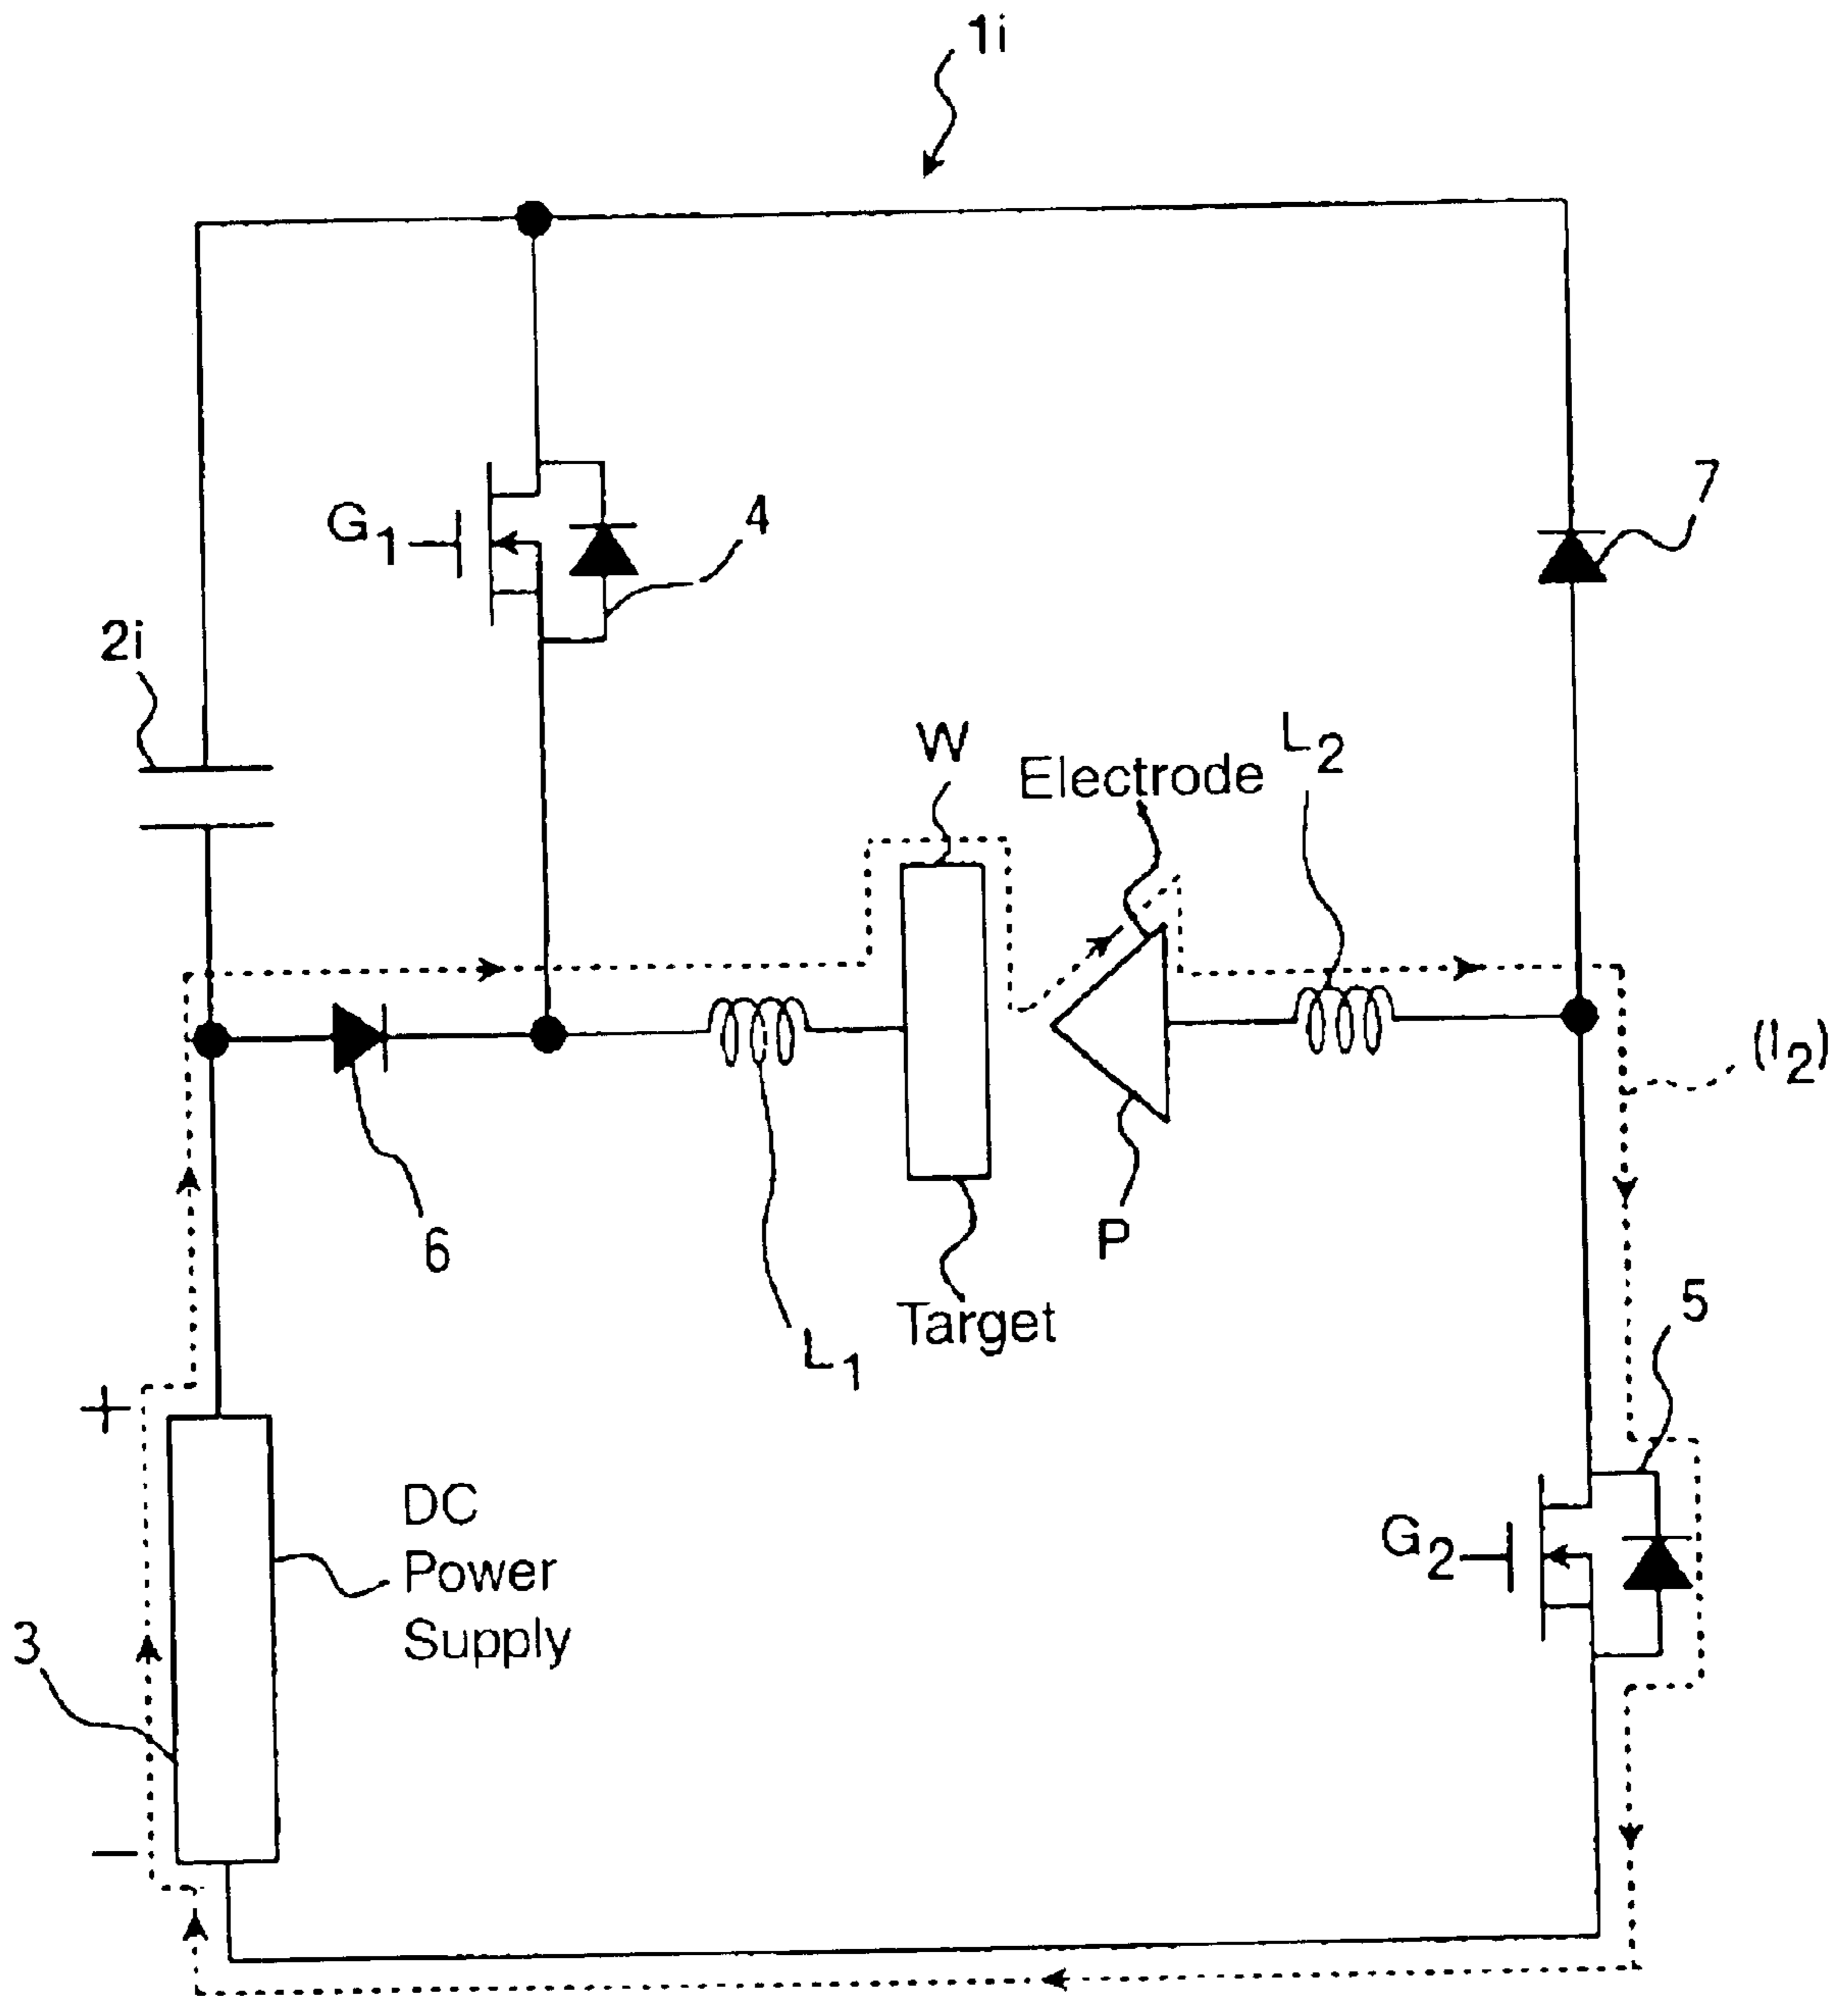 1i
G1
4
7
2i
W
Electrode
L2
(I2)
6
P
Target
L1
5
+
DC
Power
Supply
G2
3
−